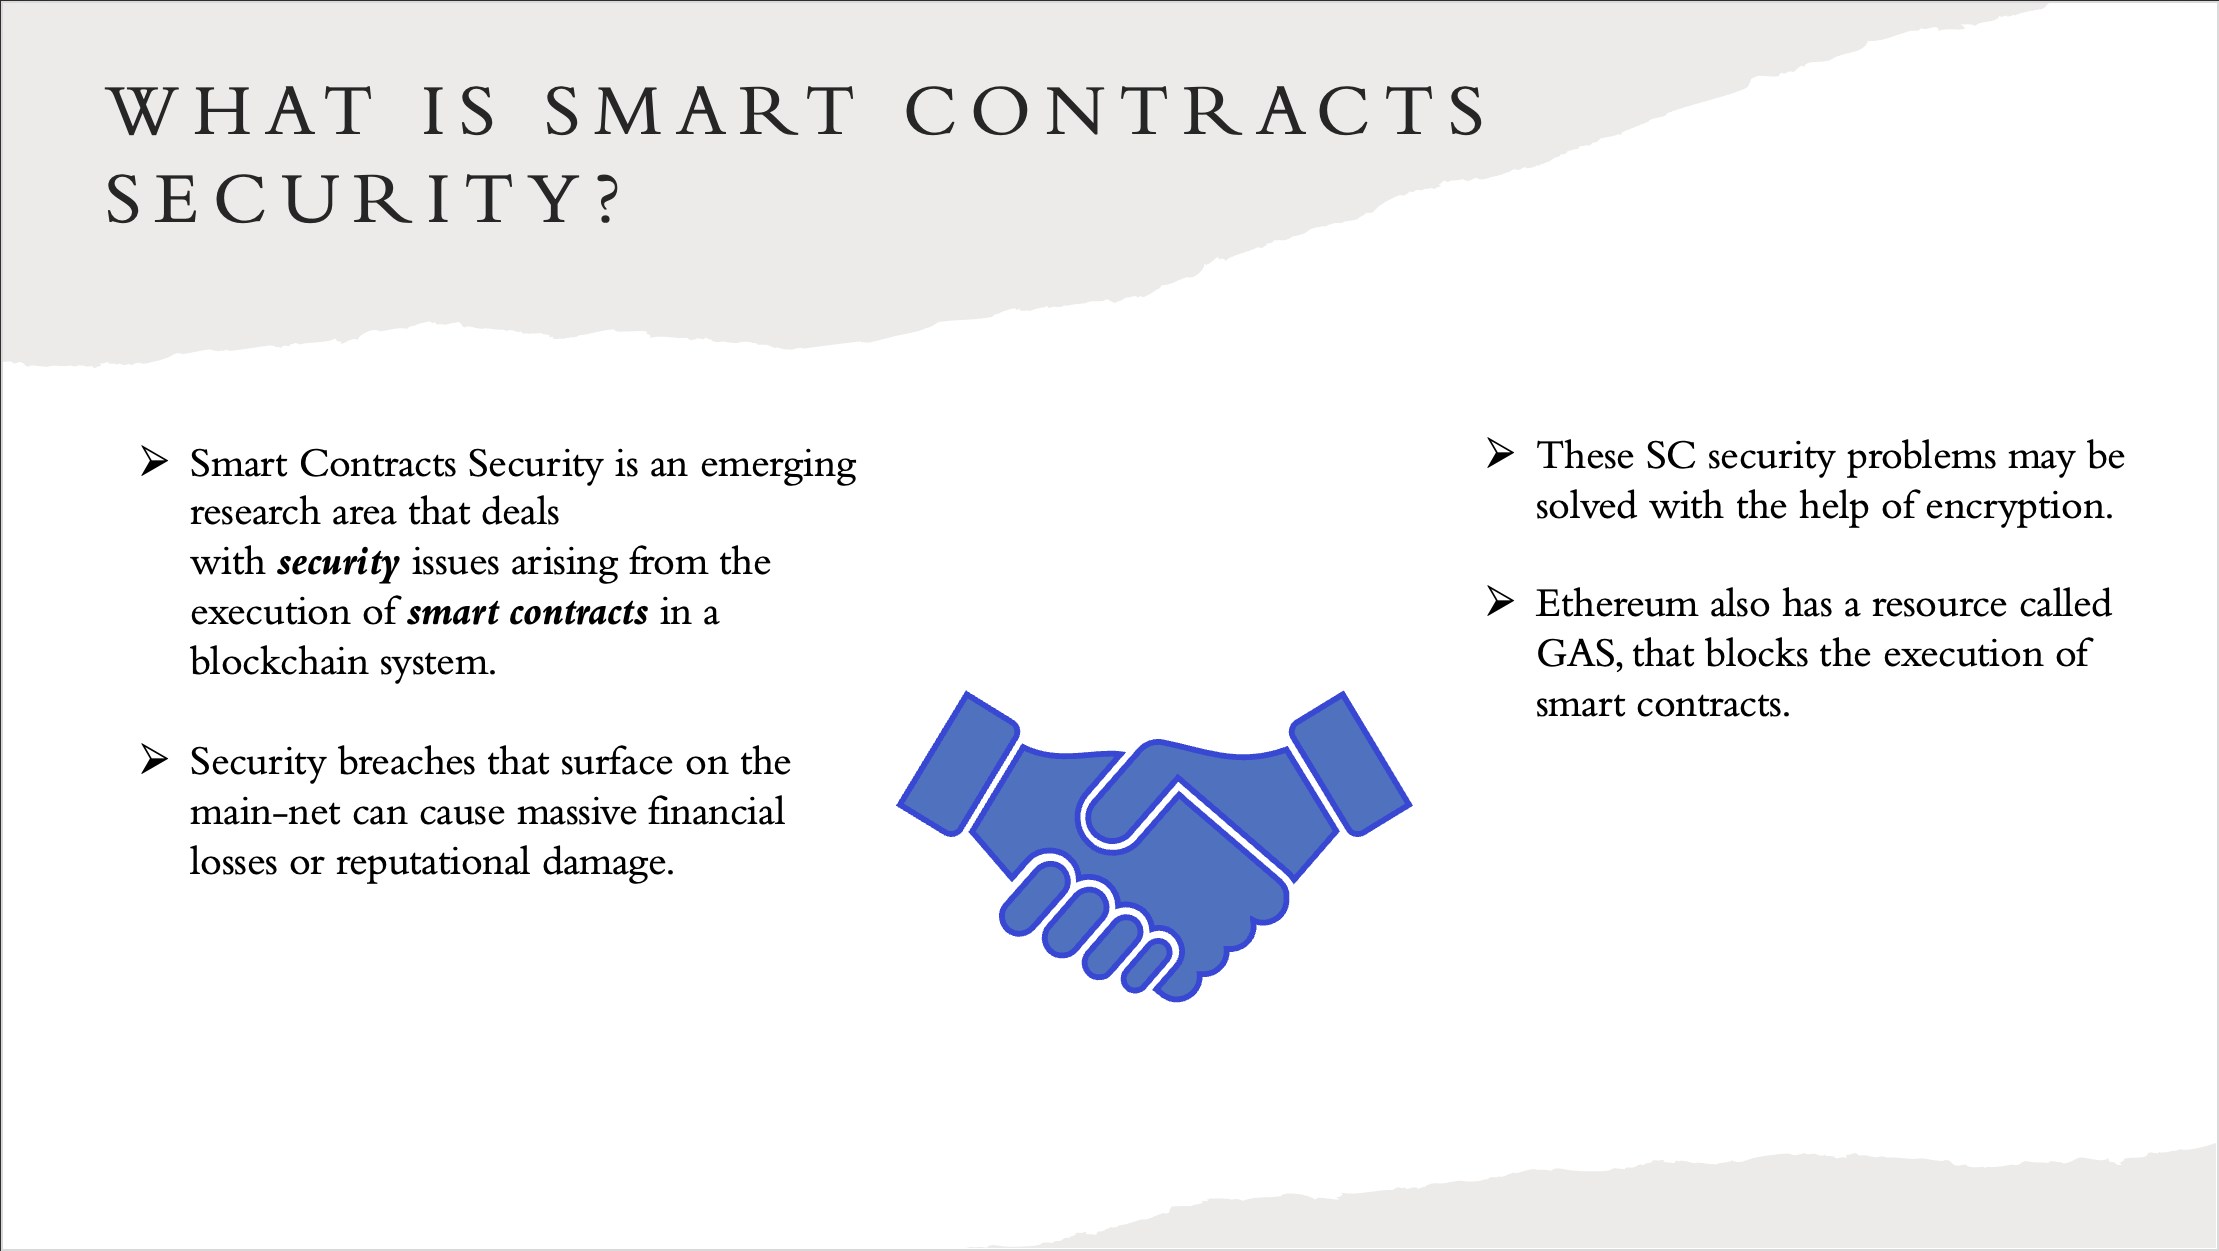 WHAT IS SMART CONTRACTS
SECURITY?
➢ Smart Contracts Security is an emerging
research area that deals
with security issues arising from the
execution of smart contracts in a
blockchain system.
➢ Security breaches that surface on the
main-net can cause massive financial
losses or reputational damage.
➢ These SC security problems may be
solved with the help of encryption.
➢ Ethereum also has a resource called
GAS, that blocks the execution of
smart contracts.